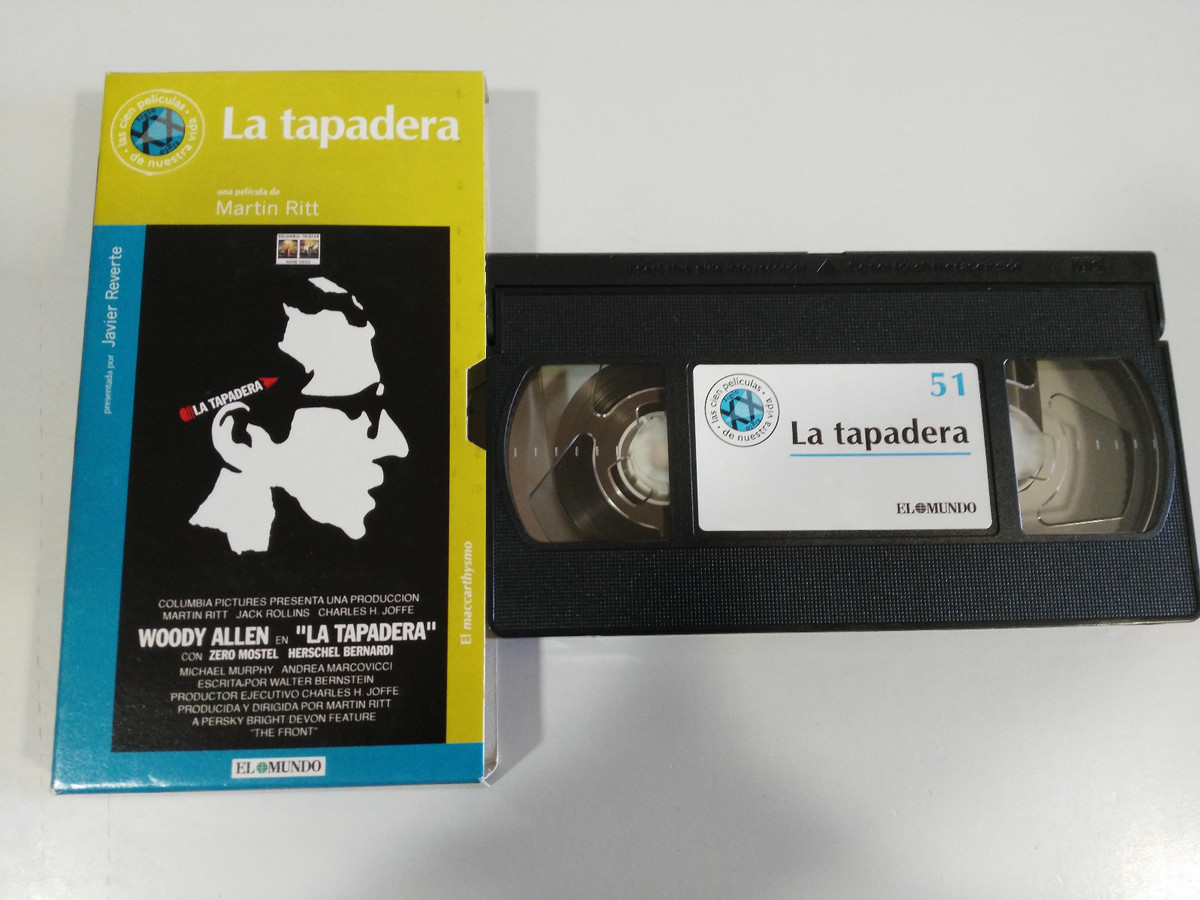 las cien películas
de nuestra vida
La tapadera
una película de
Martin Ritt
presentada por Javier Reverte
LA TAPADERA
El maccarthysmo
COLUMBIA PICTURES PRESENTA UNA PRODUCCION
MARTIN RITT JACK ROLLINS CHARLES H. JOFFE
WOODY ALLEN EN "LA TAPADERA"
CON ZERO MOSTEL HERSCHEL BERNARDI
MICHAEL MURPHY ANDREA MARCOVICCI
ESCRITA POR WALTER BERNSTEIN
PRODUCTOR EJECUTIVO CHARLES H. JOFFE
PRODUCIDA Y DIRIGIDA POR MARTIN RITT
A PERSKY BRIGHT DEVON FEATURE
"THE FRONT"
EL MUNDO
las cien películas
de nuestra vida
51
La tapadera
EL MUNDO